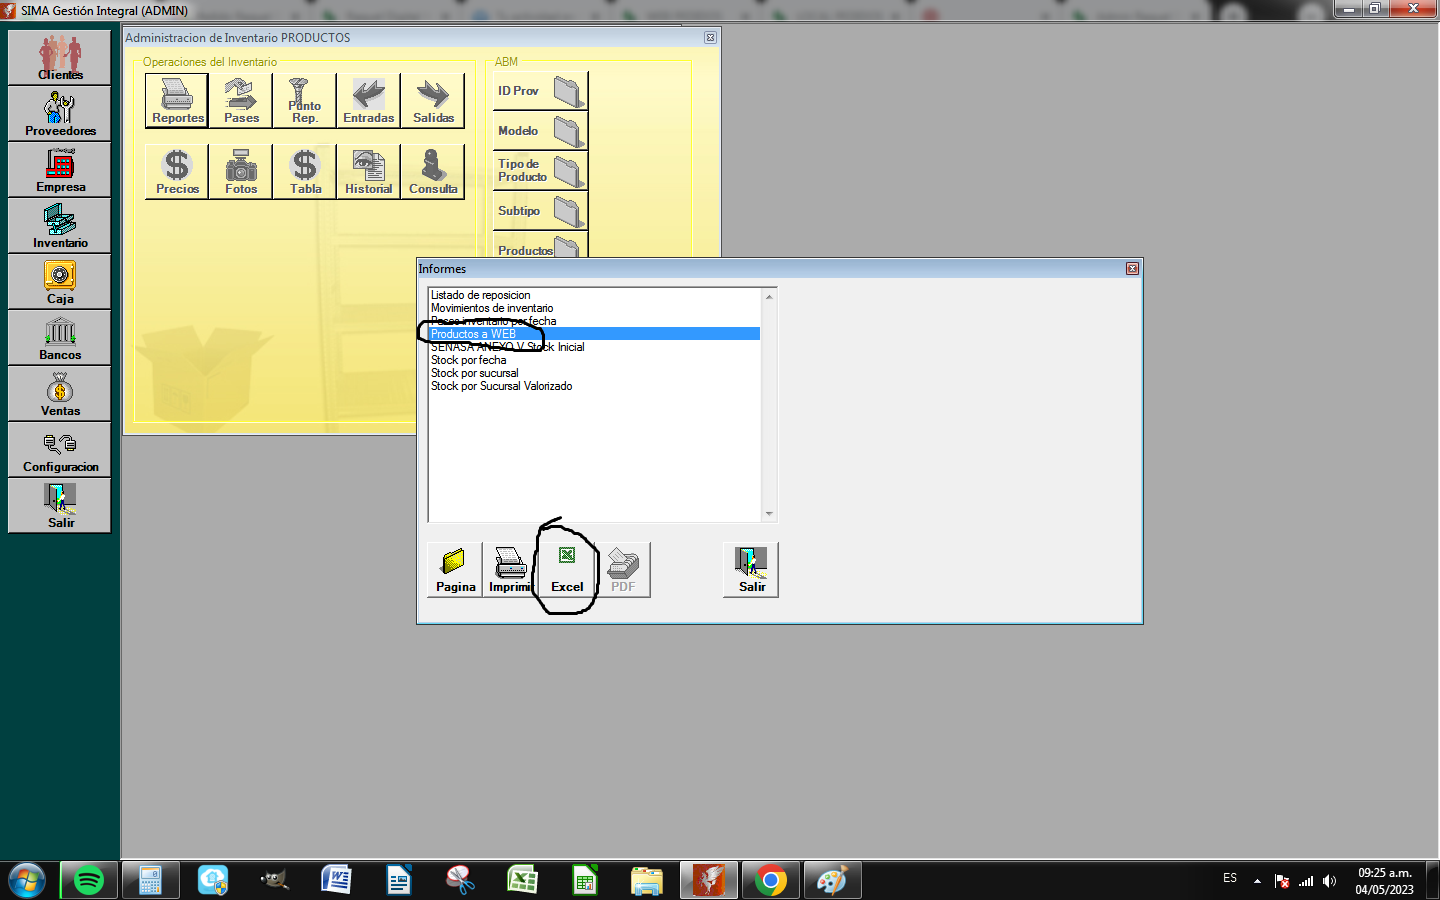 SIMA Gestión Integral (ADMIN)
Clientes
Proveedores
Empresa
Inventario
Caja
Bancos
Ventas
Configuracion
Salir
Administracion de Inventario PRODUCTOS
Operaciones del Inventario
Reportes
Pases
Punto
Rep.
Entradas
Salidas
Precios
Fotos
Tabla
Historial
Consulta
ABM
ID Prov
Modelo
Tipo de
Producto
Subtipo
Productos
Informes
Listado de reposicion
Movimientos de inventario
Pases inventario por fecha
Productos a WEB
SENASA ANEXO V Stock Inicial
Stock por fecha
Stock por sucursal
Stock por Sucursal Valorizado
Pagina
Imprimir
Excel
PDF
Salir
ES
09:25 a.m.
04/05/2023